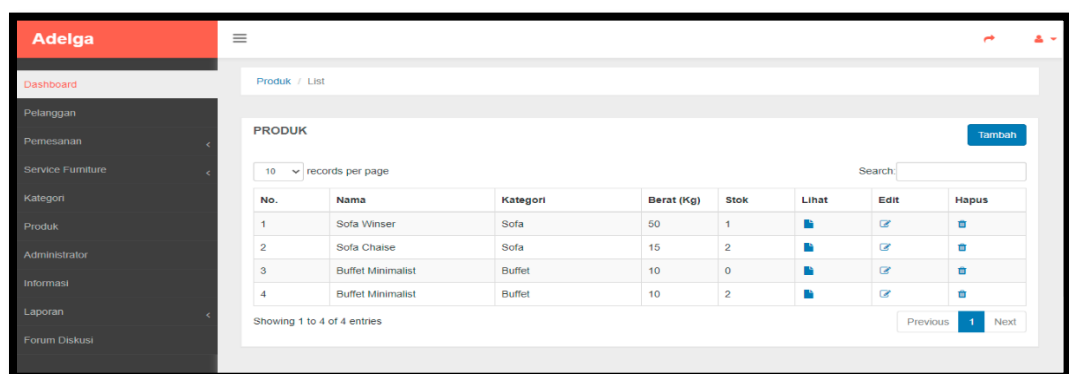 Adelga
Dashboard
Pelanggan
Pemesanan
Service Furniture
Kategori
Produk
Administrator
Informasi
Laporan
Forum Diskusi
Produk / List
PRODUK
Tambah
10 records per page Search:
No. Nama Kategori Berat (Kg) Stok Lihat Edit Hapus
1 Sofa Winser Sofa 50 1
2 Sofa Chaise Sofa 15 2
3 Buffet Minimalist Buffet 10 0
4 Buffet Minimalist Buffet 10 2
Showing 1 to 4 of 4 entries Previous 1 Next